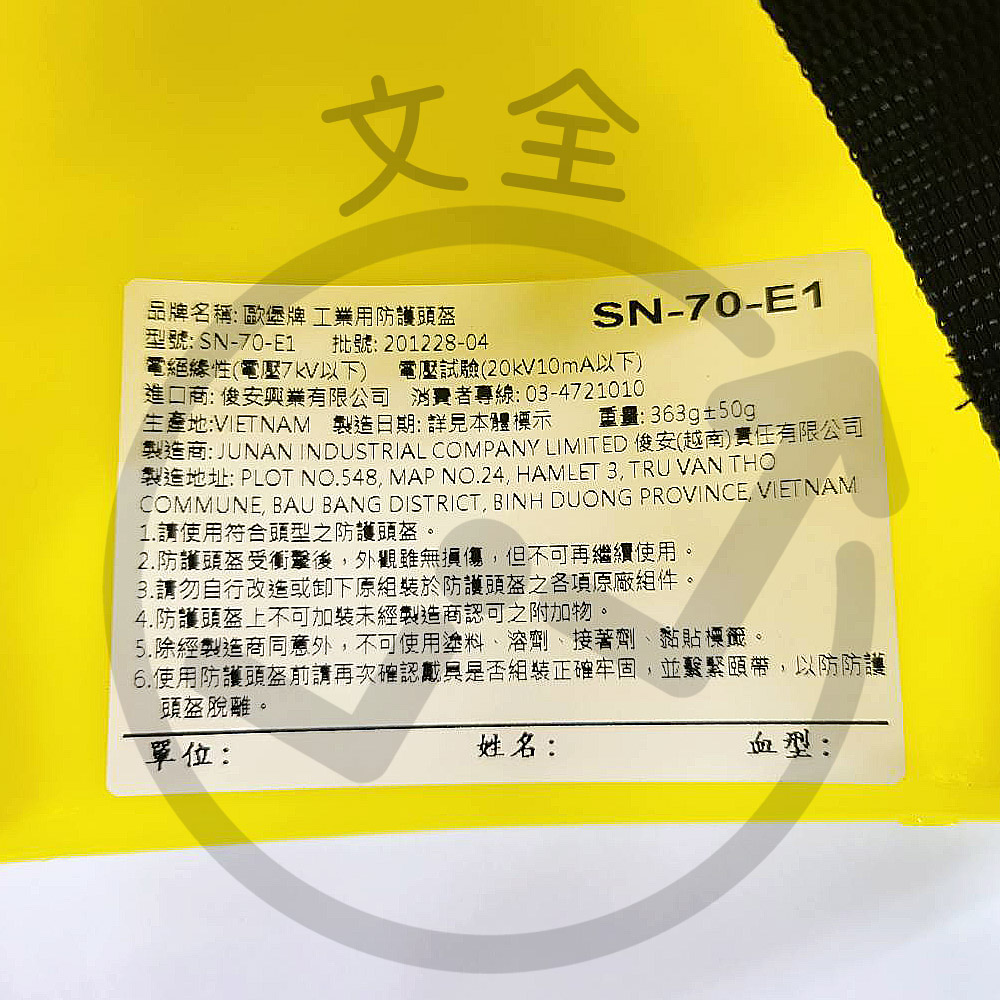 文全
SN-70-E1
品牌名稱: 歐堡牌 工業用防護頭盔
型號: SN-70-E1 批號: 201228-04
電絕緣性(電壓7kV以下) 電壓試驗(20kV10mA以下)
進口商: 俊安興業有限公司 消費者專線: 03-4721010
生產地:VIETNAM 製造日期: 詳見本體標示 重量: 363g±50g
製造商: JUNAN INDUSTRIAL COMPANY LIMITED 俊安(越南)責任有限公司
製造地址: PLOT NO.548, MAP NO.24, HAMLET 3, TRU VAN THO
COMMUNE, BAU BANG DISTRICT, BINH DUONG PROVINCE, VIETNAM
1.請使用符合頭型之防護頭盔。
2.防護頭盔受衝擊後，外觀雖無損傷，但不可再繼續使用。
3.請勿自行改造或卸下原組裝於防護頭盔之各項原廠組件。
4.防護頭盔上不可加裝未經製造商認可之附加物。
5.除經製造商同意外，不可使用塗料、溶劑、接著劑、黏貼標籤。
6.使用防護頭盔前請再次確認戴具是否組裝正確牢固，並繫緊頤帶，以防防護
頭盔脫離。
單位： 姓名： 血型：